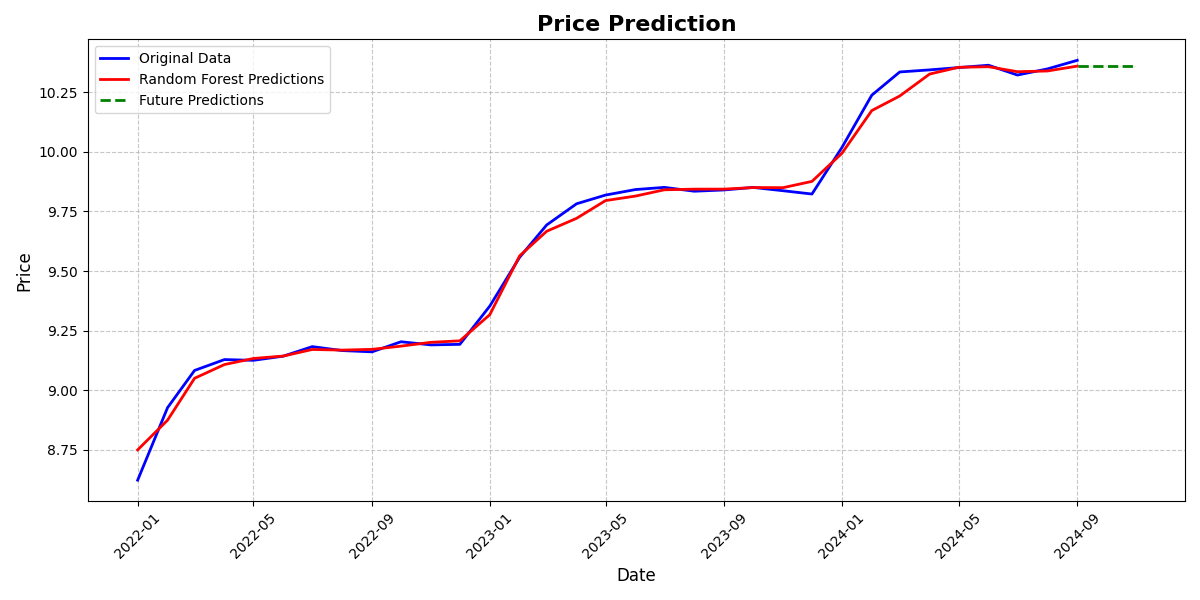 Price Prediction
Original Data
Random Forest Predictions
Future Predictions
Price
10.25
10.00
9.75
9.50
9.25
9.00
8.75
2022-01
2022-05
2022-09
2023-01
2023-05
2023-09
2024-01
2024-05
2024-09
Date